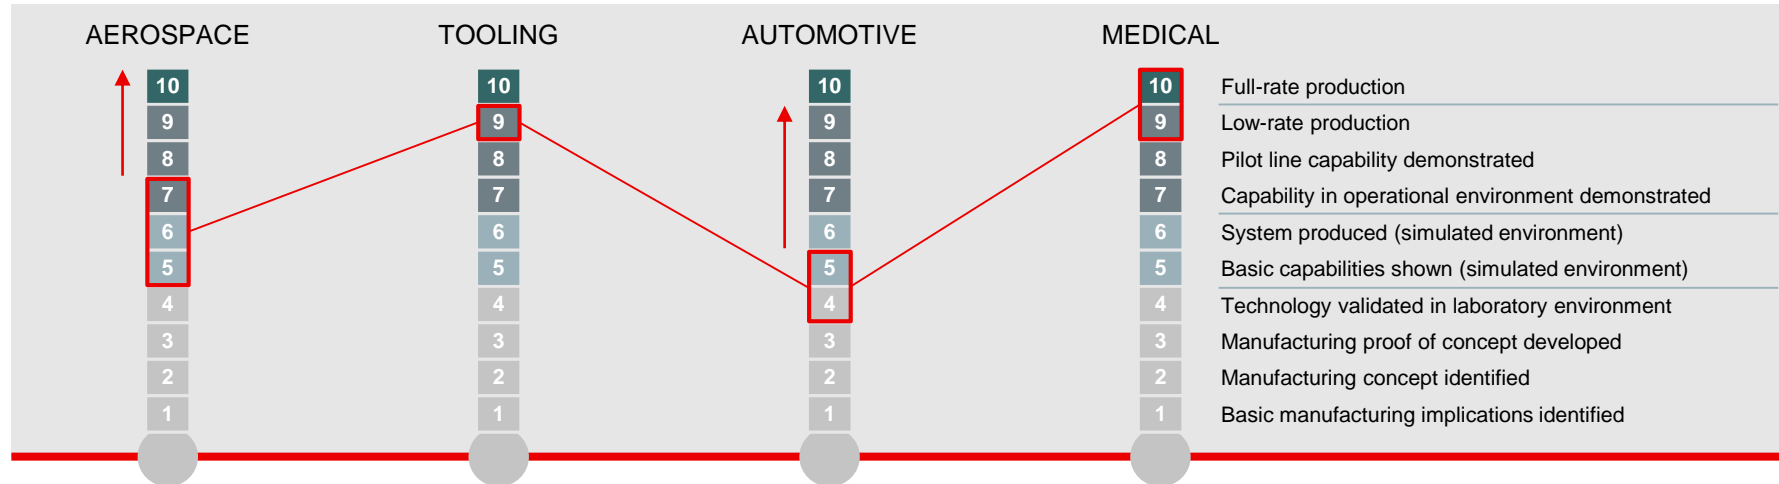 AEROSPACE TOOLING AUTOMOTIVE MEDICAL
10 10 10 10 Full-rate production
9 9 9 9 Low-rate production
8 8 8 8 Pilot line capability demonstrated
7 7 7 7 Capability in operational environment demonstrated
6 6 6 6 System produced (simulated environment)
5 5 5 5 Basic capabilities shown (simulated environment)
4 4 4 4 Technology validated in laboratory environment
3 3 3 3 Manufacturing proof of concept developed
2 2 2 2 Manufacturing concept identified
1 1 1 1 Basic manufacturing implications identified